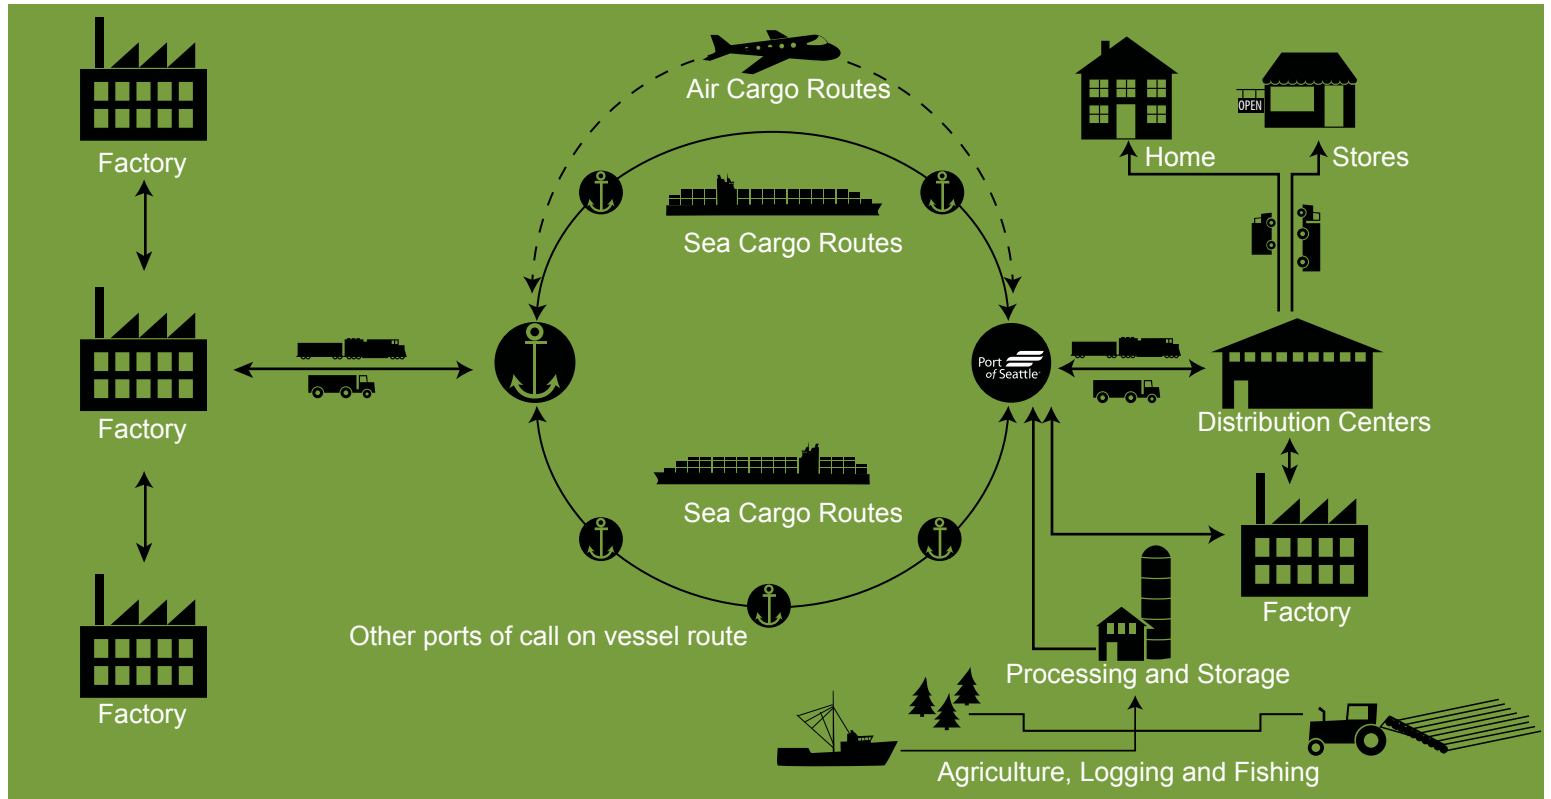 Air Cargo Routes
OPEN
Factory
Home
Stores
Sea Cargo Routes
Port
of Seattle
Factory
Distribution Centers
Sea Cargo Routes
Factory
Other ports of call on vessel route
Processing and Storage
Factory
Agriculture, Logging and Fishing